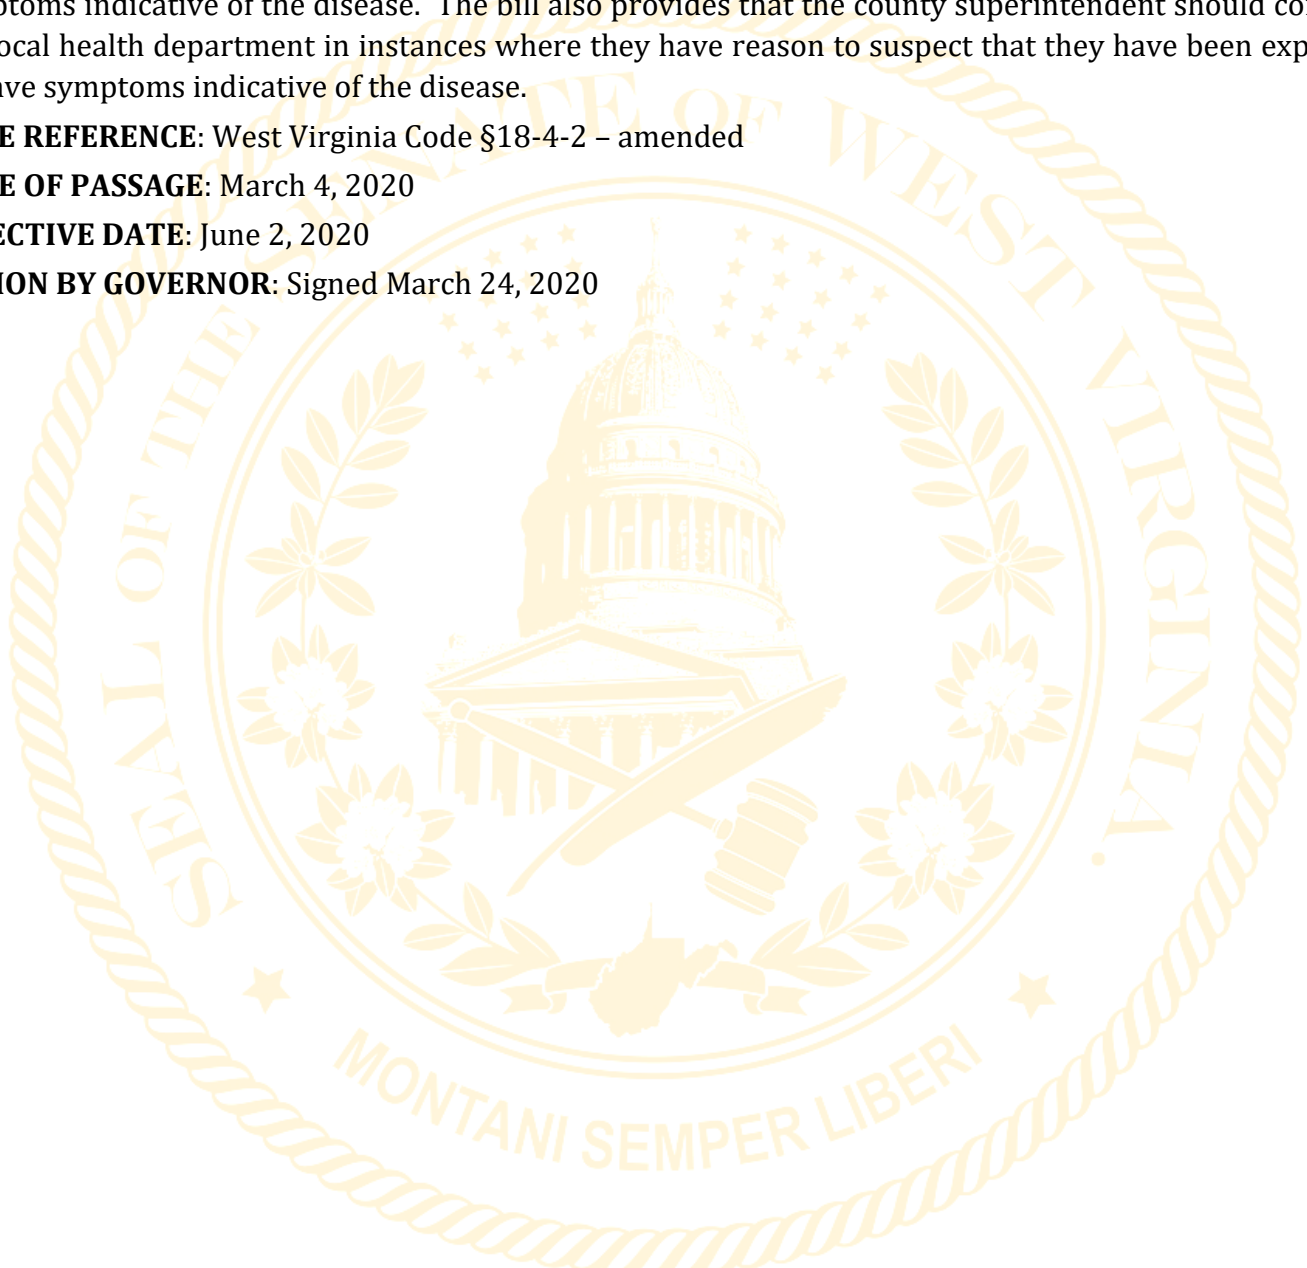 ptoms indicative of the disease. The bill also provides that the county superintendent should co
ocal health department in instances where they have reason to suspect that they have been exp
ave symptoms indicative of the disease.
E REFERENCE: West Virginia Code §18-4-2 – amended
E OF PASSAGE: March 4, 2020
ECTIVE DATE: June 2, 2020
ION BY GOVERNOR: Signed March 24, 2020
SEAL OF THE SENATE OF WEST VIRGINIA.
MONTANI SEMPER LIBERI